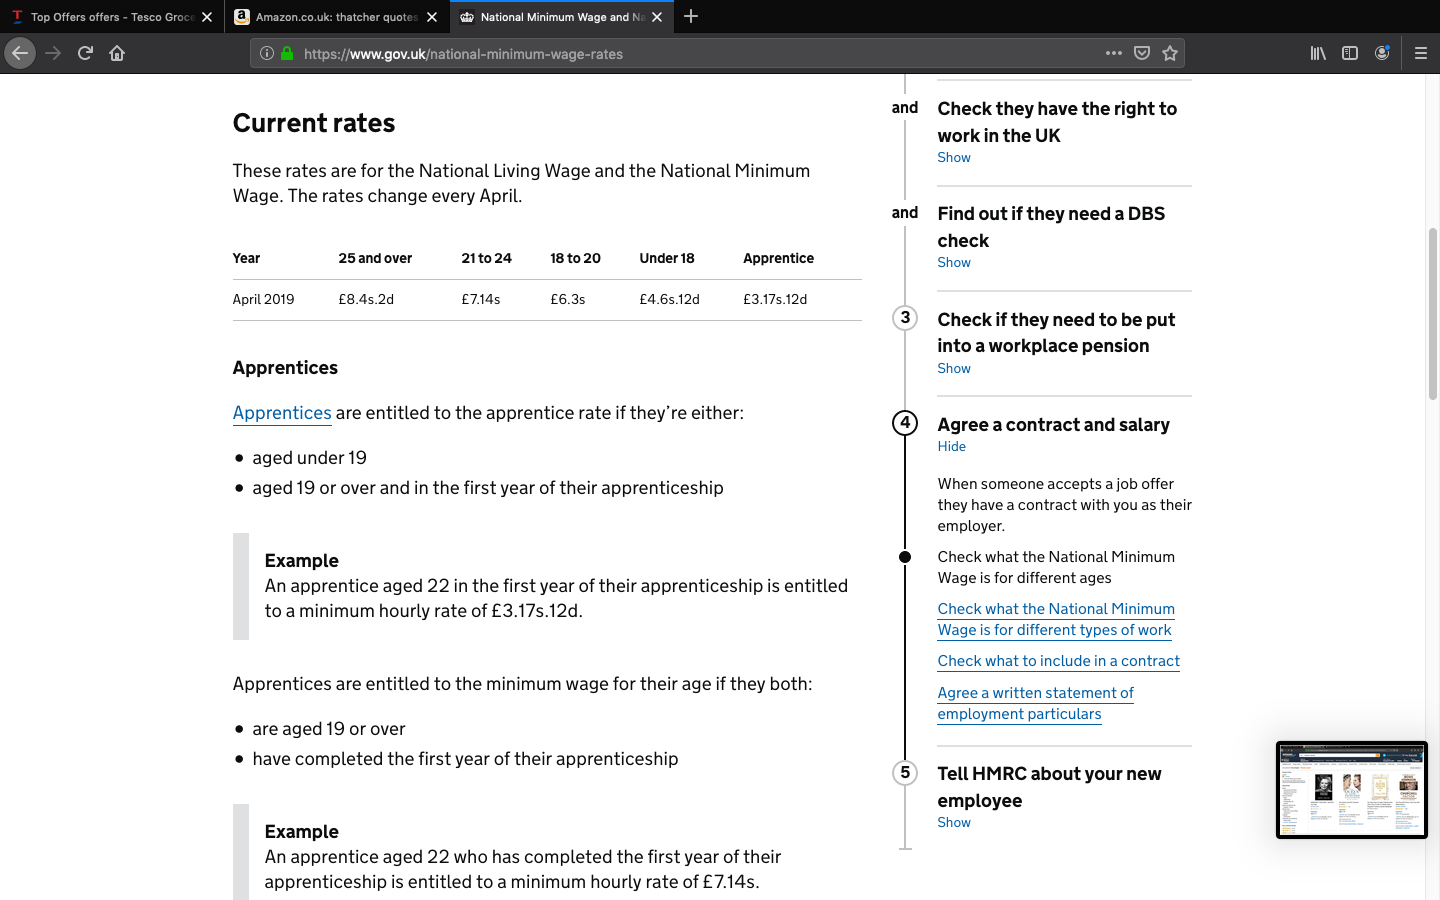 Top Offers offers - Tesco Groce
Amazon.co.uk: thatcher quotes
National Minimum Wage and Na
https://www.gov.uk/national-minimum-wage-rates
Current rates
These rates are for the National Living Wage and the National Minimum
Wage. The rates change every April.
Year 25 and over 21 to 24 18 to 20 Under 18 Apprentice
April 2019 £8.4s.2d £7.14s £6.3s £4.6s.12d £3.17s.12d
Apprentices
Apprentices are entitled to the apprentice rate if they’re either:
• aged under 19
• aged 19 or over and in the first year of their apprenticeship
Example
An apprentice aged 22 in the first year of their apprenticeship is entitled
to a minimum hourly rate of £3.17s.12d.
Apprentices are entitled to the minimum wage for their age if they both:
• are aged 19 or over
• have completed the first year of their apprenticeship
Example
An apprentice aged 22 who has completed the first year of their
apprenticeship is entitled to a minimum hourly rate of £7.14s.
and
Check they have the right to
work in the UK
Show
and
Find out if they need a DBS
check
Show
3
Check if they need to be put
into a workplace pension
Show
4
Agree a contract and salary
Hide
When someone accepts a job offer
they have a contract with you as their
employer.
Check what the National Minimum
Wage is for different ages
Check what the National Minimum
Wage is for different types of work
Check what to include in a contract
Agree a written statement of
employment particulars
5
Tell HMRC about your new
employee
Show